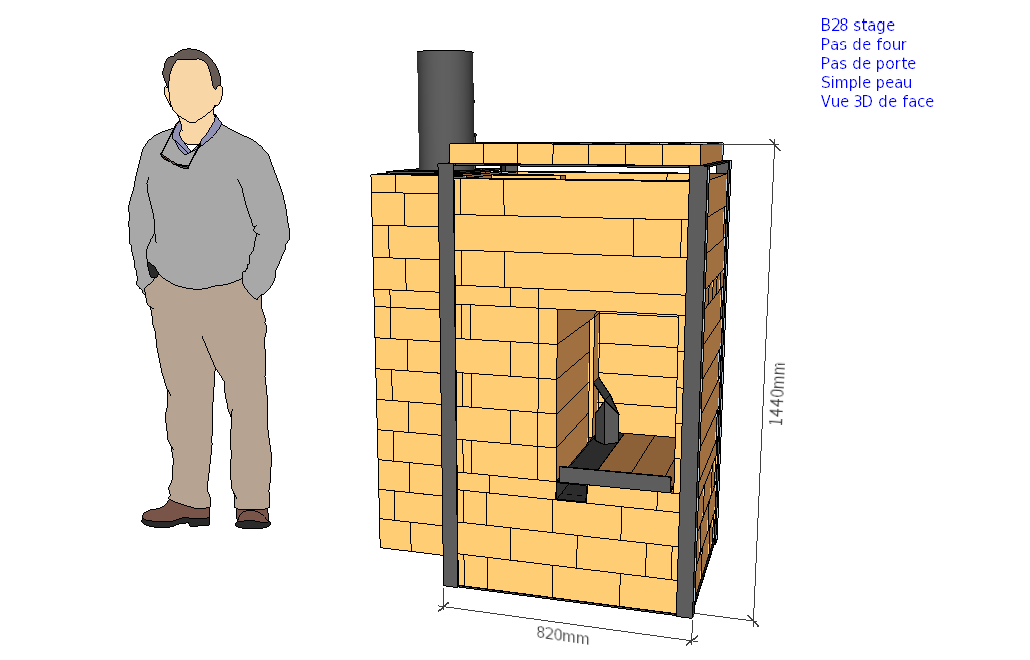 B28 stage
Pas de four
Pas de porte
Simple peau
Vue 3D de face
1440mm
820mm